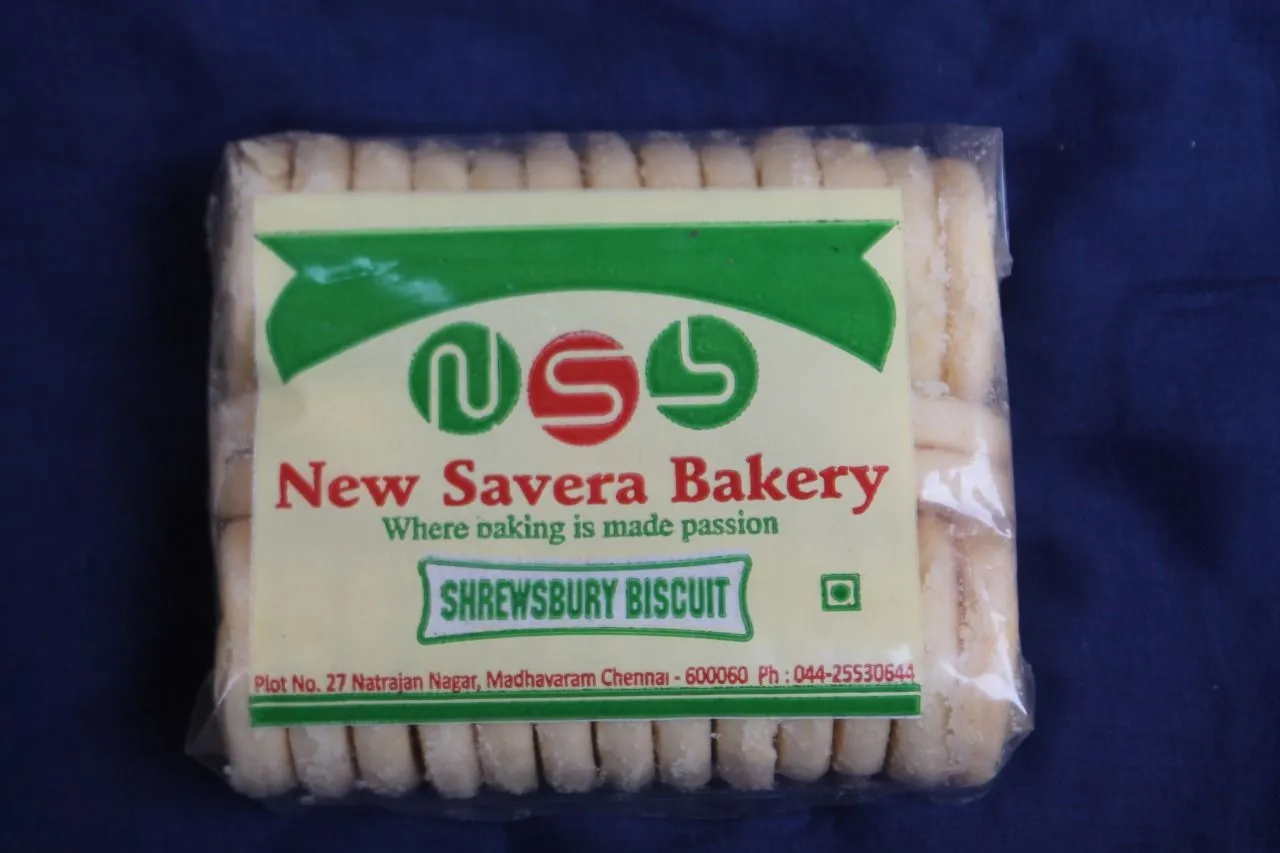 NSb
New Savera Bakery
Where baking is made passion
SHREWSBURY BISCUIT
Plot No. 27 Natrajan Nagar, Madhavaram Chennai - 600060 Ph : 044-25530644